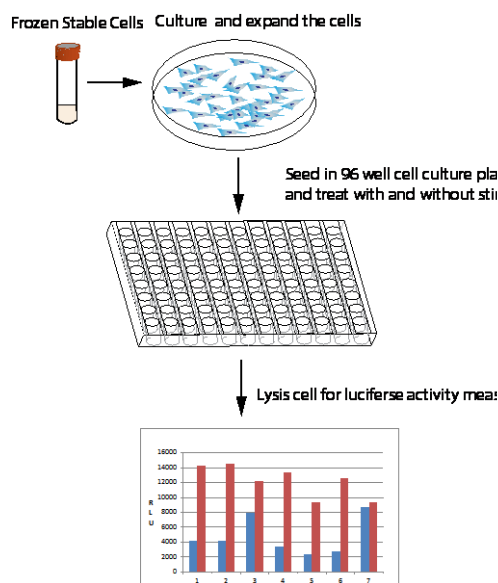 Frozen Stable Cells
Culture and expand the cells
Seed in 96 well cell culture pla
and treat with and without stir
Lysis cell for luciferse activity meas
16000
14000
12000
10000
8000
6000
4000
2000
0
R
L
U
1 2 3 4 5 6 7